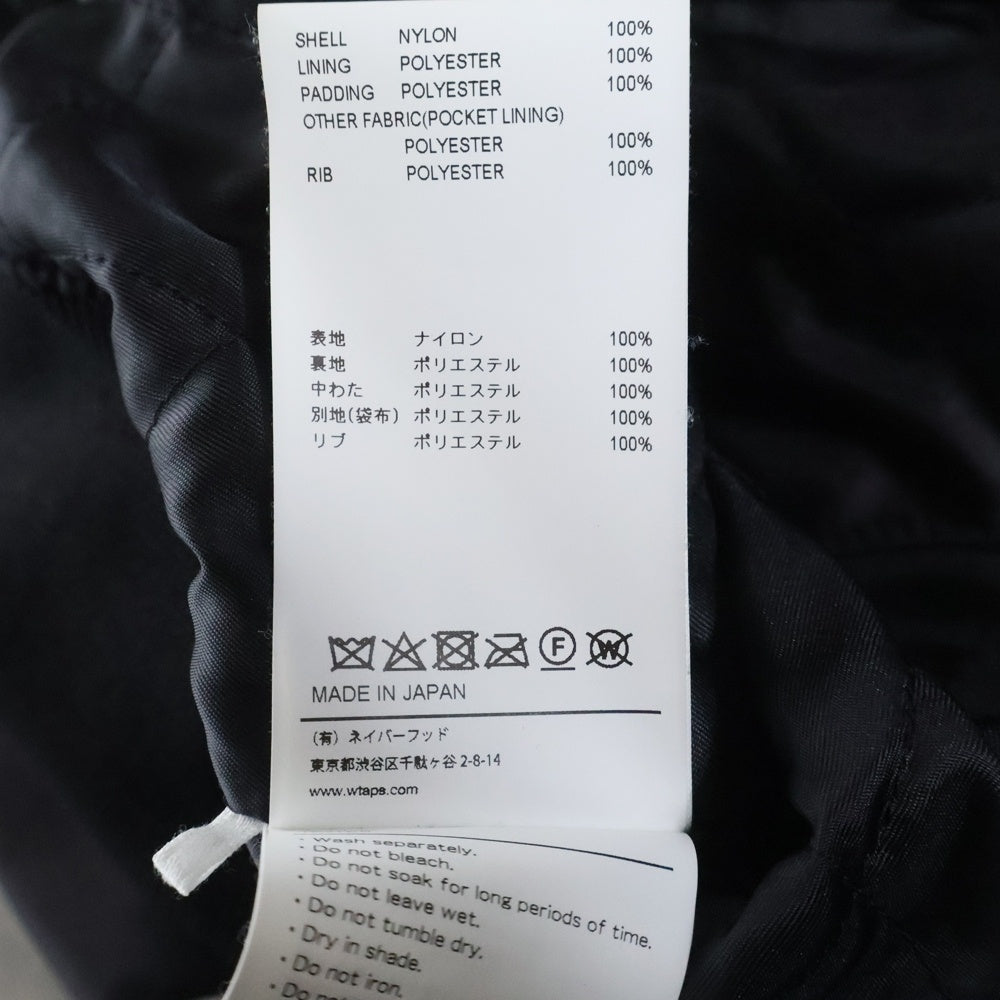 SHELL NYLON 100%
LINING POLYESTER 100%
PADDING POLYESTER 100%
OTHER FABRIC(POCKET LINING)
POLYESTER 100%
RIB POLYESTER 100%
表地 ナイロン 100%
裏地 ポリエステル 100%
中わた ポリエステル 100%
別地(袋布) ポリエステル 100%
リブ ポリエステル 100%
F W
MADE IN JAPAN
(有) ネイバーフッド
東京都渋谷区千駄ヶ谷 2-8-14
www.wtaps.com
・Wash separately.
・Do not bleach.
・Do not soak for long periods of time.
・Do not leave wet.
・Do not tumble dry.
・Dry in shade.
・Do not iron.
・Do